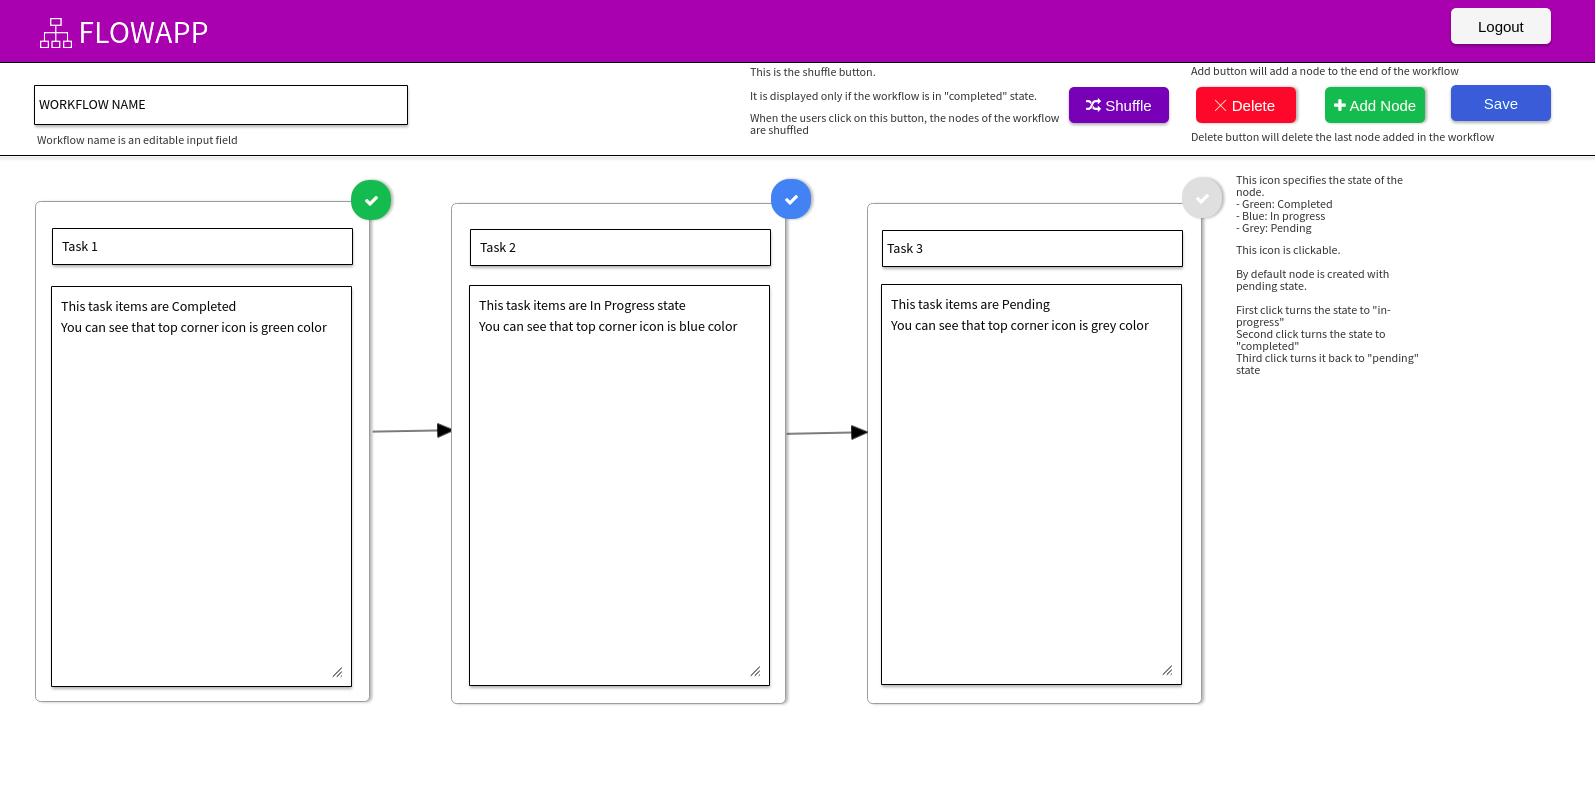 FLOWAPP
Logout
WORKFLOW NAME
Workflow name is an editable input field
This is the shuffle button.
It is displayed only if the workflow is in "completed" state.
When the users click on this button, the nodes of the workflow
are shuffled
Shuffle
Add button will add a node to the end of the workflow
Delete
Add Node
Save
Delete button will delete the last node added in the workflow
Task 1
This task items are Completed
You can see that top corner icon is green color
Task 2
This task items are In Progress state
You can see that top corner icon is blue color
Task 3
This task items are Pending
You can see that top corner icon is grey color
This icon specifies the state of the
node.
- Green: Completed
- Blue: In progress
- Grey: Pending
This icon is clickable.
By default node is created with
pending state.
First click turns the state to "in-
progress"
Second click turns the state to
"completed"
Third click turns it back to "pending"
state